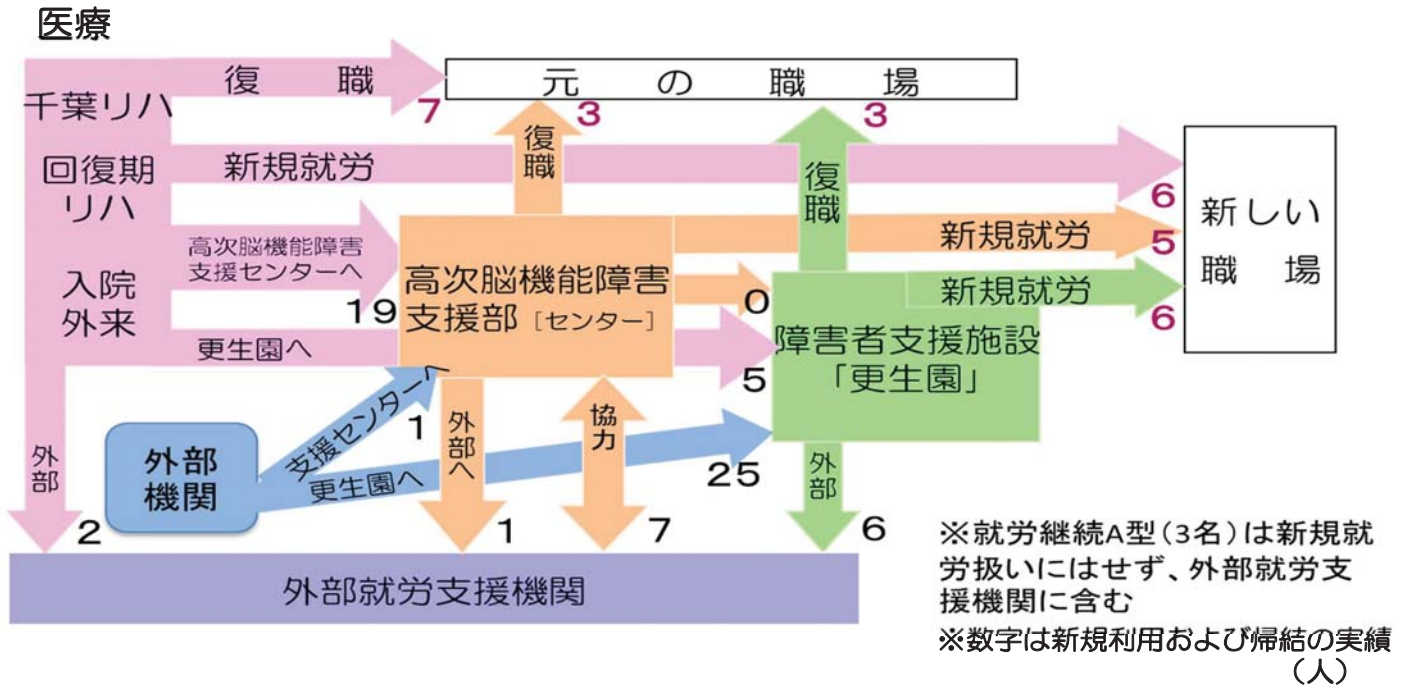 医療
千葉リハ
回復期
リハ
入院
外来
復職
7
元の職場
3
3
新規就労
6
復職
復職
高次脳機能障害
支援センターへ
19
高次脳機能障害
支援部［センター］
新規就労
5
新しい
職場
0
新規就労
6
更生園へ
5
障害者支援施設
「更生園」
外部
2
外部
機関
支援センターへ
1
更生園へ
25
外部へ
1
協力
7
外部
6
外部就労支援機関
※就労継続A型（3名）は新規就
労扱いにはせず、外部就労支
援機関に含む
※数字は新規利用および帰結の実績
（人）